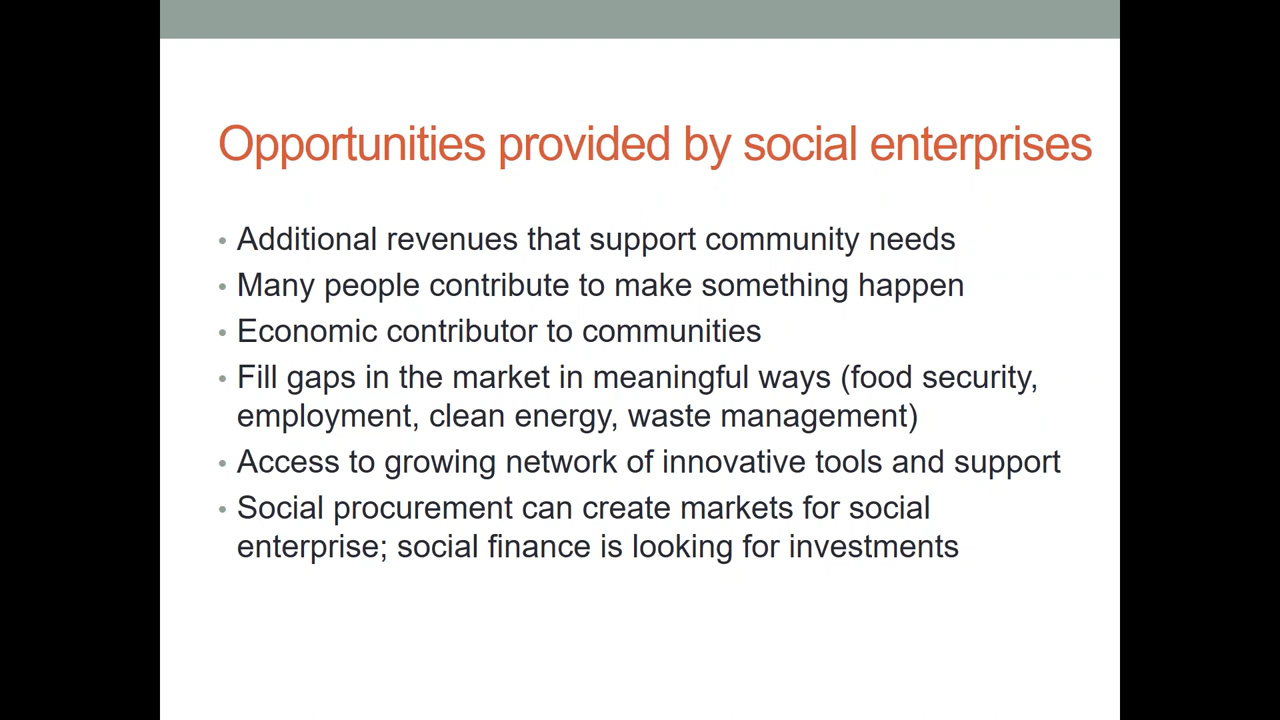 Opportunities provided by social enterprises
• Additional revenues that support community needs
• Many people contribute to make something happen
• Economic contributor to communities
• Fill gaps in the market in meaningful ways (food security,
employment, clean energy, waste management)
• Access to growing network of innovative tools and support
• Social procurement can create markets for social
enterprise; social finance is looking for investments